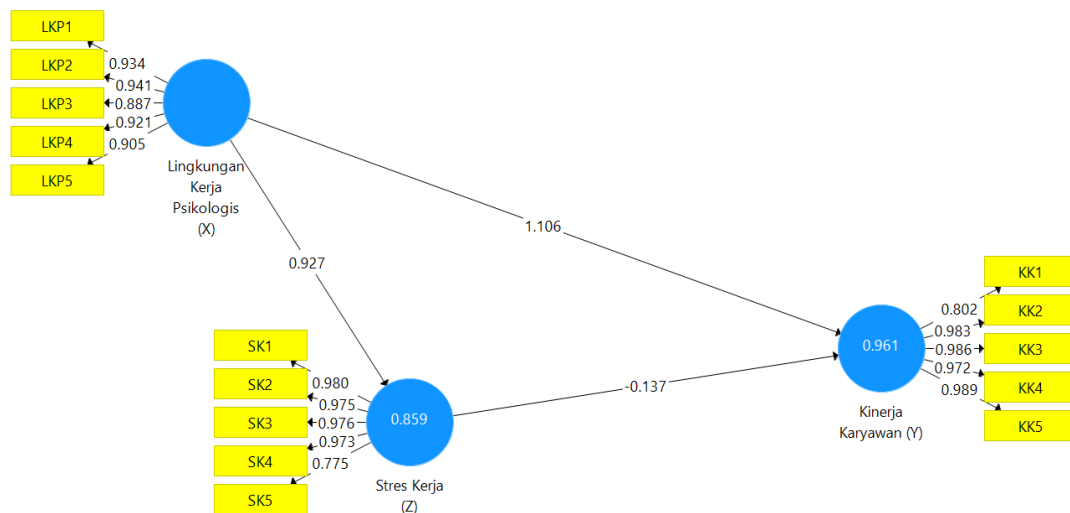 LKP1
LKP2
LKP3
LKP4
LKP5
0.934
0.941
0.887
0.921
0.905
Lingkungan
Kerja
Psikologis
(X)
1.106
0.927
SK1
SK2
SK3
SK4
SK5
0.980
0.975
0.976
0.973
0.775
0.859
Stres Kerja
(Z)
-0.137
0.961
Kinerja
Karyawan (Y)
0.802
0.983
0.986
0.972
0.989
KK1
KK2
KK3
KK4
KK5